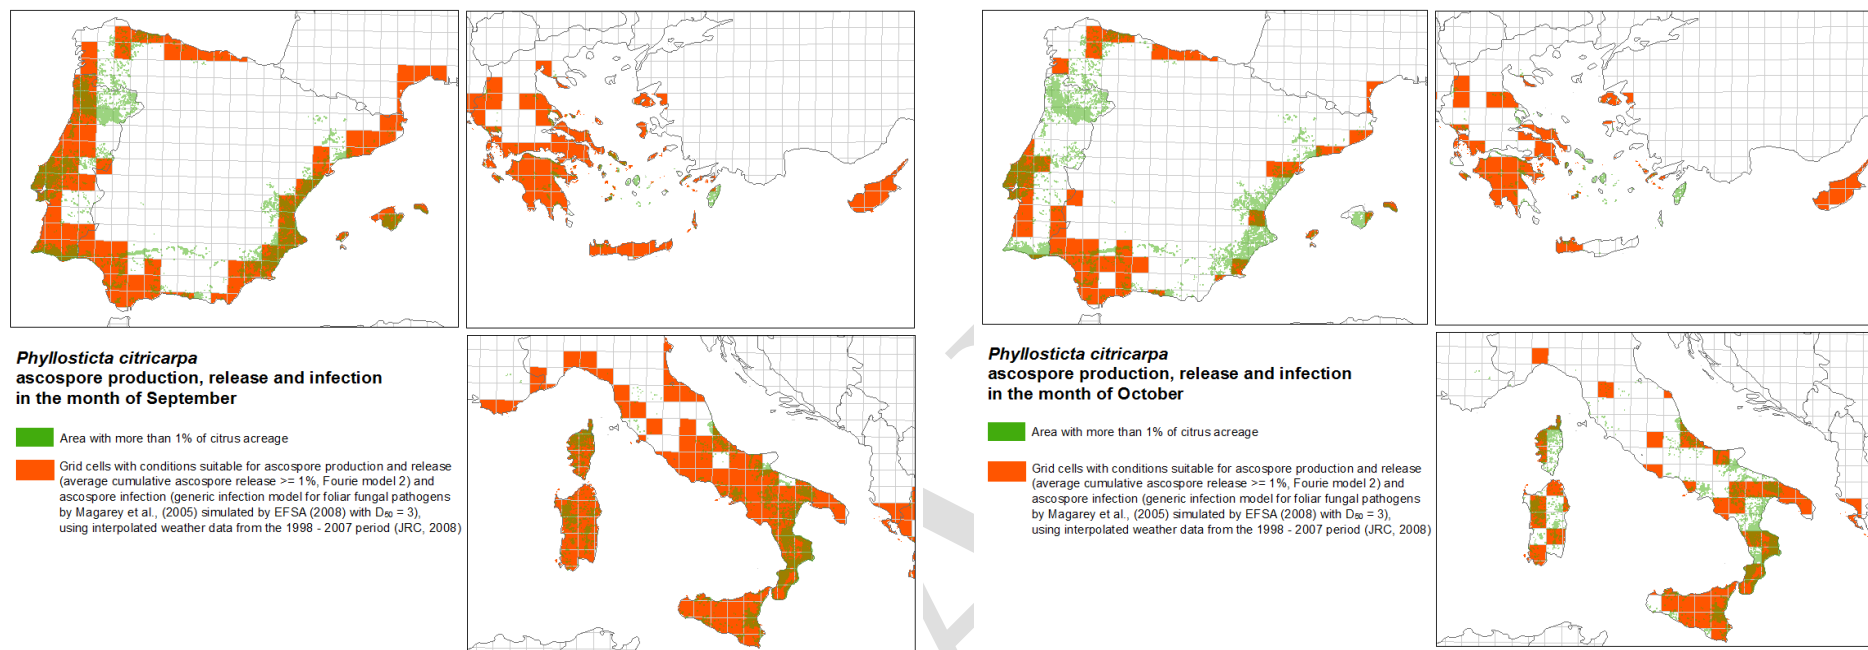 Phyllosticta citricarpa
ascospore production, release and infection
in the month of September
Area with more than 1% of citrus acreage
Grid cells with conditions suitable for ascospore production and release
(average cumulative ascospore release >= 1%, Fourie model 2) and
ascospore infection (generic infection model for foliar fungal pathogens
by Magarey et al., (2005) simulated by EFSA (2008) with D₅₀ = 3),
using interpolated weather data from the 1998 - 2007 period (JRC, 2008)
Phyllosticta citricarpa
ascospore production, release and infection
in the month of October
Area with more than 1% of citrus acreage
Grid cells with conditions suitable for ascospore production and release
(average cumulative ascospore release >= 1%, Fourie model 2) and
ascospore infection (generic infection model for foliar fungal pathogens
by Magarey et al., (2005) simulated by EFSA (2008) with D₅₀ = 3),
using interpolated weather data from the 1998 - 2007 period (JRC, 2008)